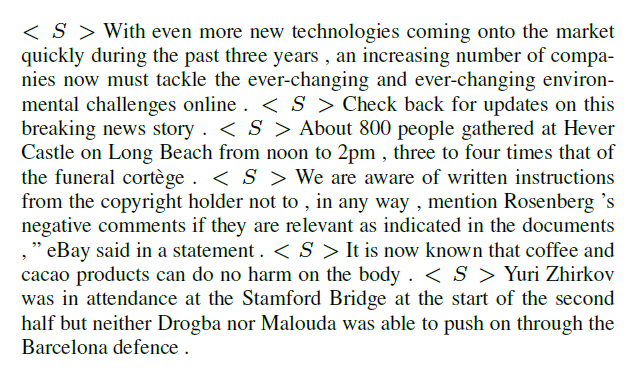 < S > With even more new technologies coming onto the market
quickly during the past three years , an increasing number of compa-
nies now must tackle the ever-changing and ever-changing environ-
mental challenges online . < S > Check back for updates on this
breaking news story . < S > About 800 people gathered at Hever
Castle on Long Beach from noon to 2pm , three to four times that of
the funeral cortège . < S > We are aware of written instructions
from the copyright holder not to , in any way , mention Rosenberg ’s
negative comments if they are relevant as indicated in the documents
, ” eBay said in a statement . < S > It is now known that coffee and
cacao products can do no harm on the body . < S > Yuri Zhirkov
was in attendance at the Stamford Bridge at the start of the second
half but neither Drogba nor Malouda was able to push on through the
Barcelona defence .